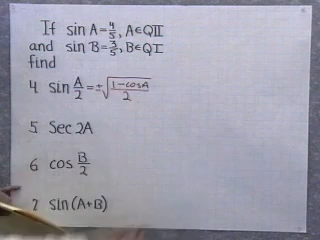 If sin A = 4/5, A∈QII
and sin B = 3/5, B∈QI
find
4 sin A/2 = ±√(1-cosA / 2)
5 Sec 2A
6 cos B/2
7 sin(A+B)